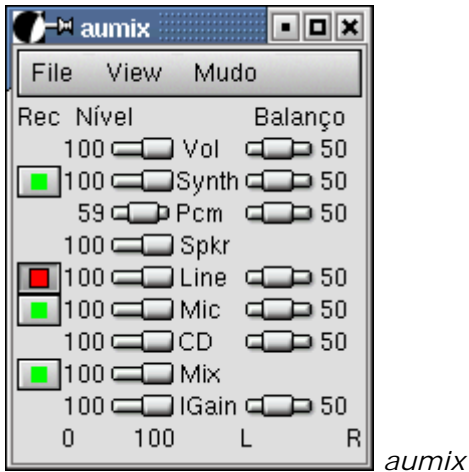 aumix
File View Mudo
Rec Nível Balanço
100 Vol 50
100 Synth 50
59 Pcm 50
100 Spkr
100 Line 50
100 Mic 50
100 CD 50
100 Mix
100 IGain 50
0 100 L R
aumix